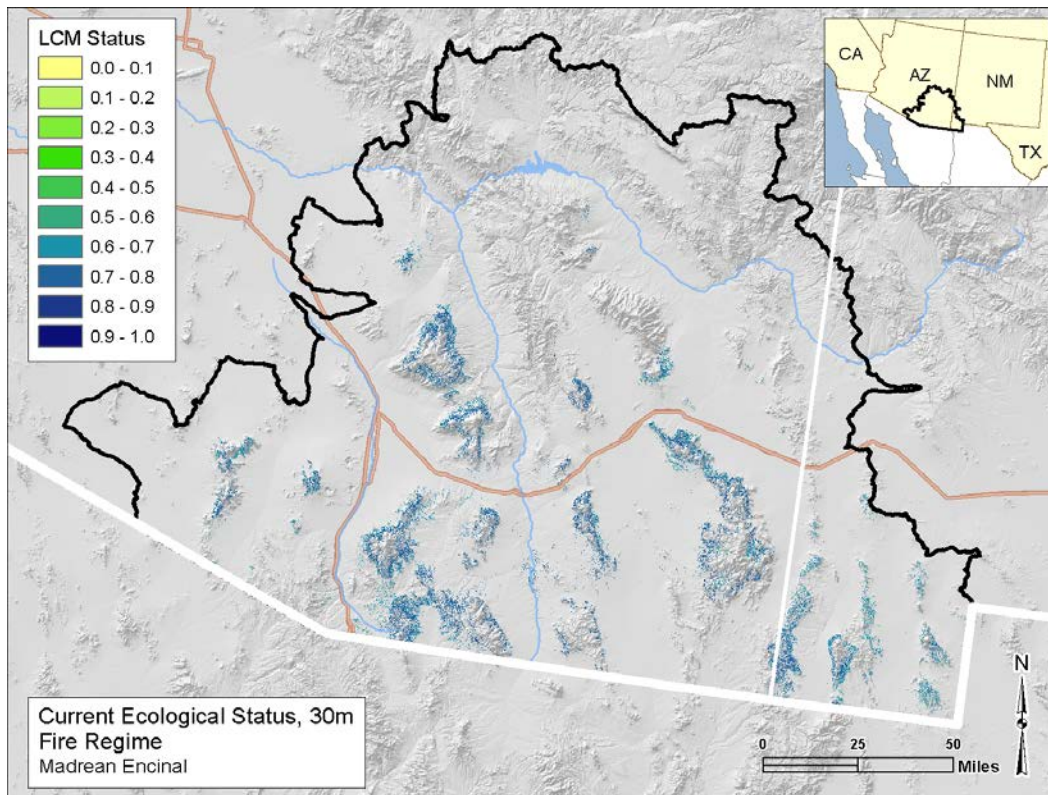 LCM Status
0.0 - 0.1
0.1 - 0.2
0.2 - 0.3
0.3 - 0.4
0.4 - 0.5
0.5 - 0.6
0.6 - 0.7
0.7 - 0.8
0.8 - 0.9
0.9 - 1.0
CA
AZ
NM
TX
Current Ecological Status, 30m
Fire Regime
Madrean Encinal
N
0 25 50
Miles